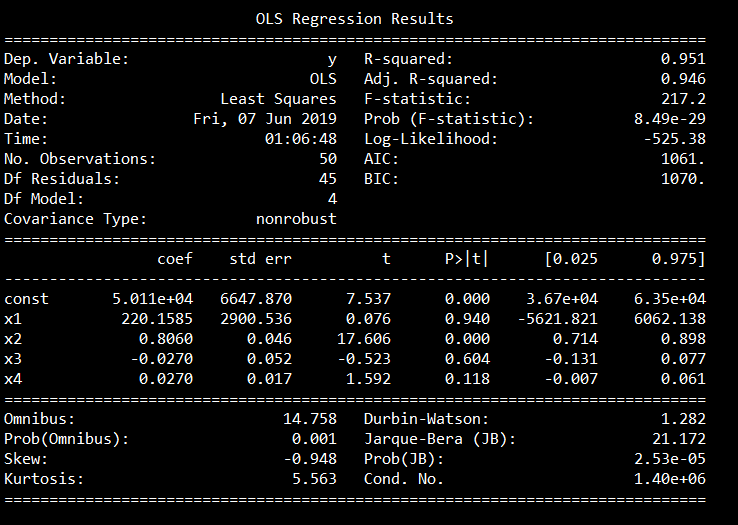 OLS Regression Results
==============================================================================
Dep. Variable:                      y   R-squared:                       0.951
Model:                            OLS   Adj. R-squared:                  0.946
Method:                 Least Squares   F-statistic:                     217.2
Date:                Fri, 07 Jun 2019   Prob (F-statistic):           8.49e-29
Time:                        01:06:48   Log-Likelihood:                -525.38
No. Observations:                  50   AIC:                             1061.
Df Residuals:                      45   BIC:                             1070.
Df Model:                           4
Covariance Type:            nonrobust
==============================================================================
                 coef    std err          t      P>|t|      [0.025      0.975]
------------------------------------------------------------------------------
const       5.011e+04   6647.870      7.537      0.000    3.67e+04    6.35e+04
x1           220.1585   2900.536      0.076      0.940   -5621.821    6062.138
x2             0.8060      0.046     17.606      0.000       0.714       0.898
x3            -0.0270      0.052     -0.523      0.604      -0.131       0.077
x4             0.0270      0.017      1.592      0.118      -0.007       0.061
==============================================================================
Omnibus:                       14.758   Durbin-Watson:                   1.282
Prob(Omnibus):                  0.001   Jarque-Bera (JB):               21.172
Skew:                          -0.948   Prob(JB):                     2.53e-05
Kurtosis:                       5.563   Cond. No.                     1.40e+06
==============================================================================